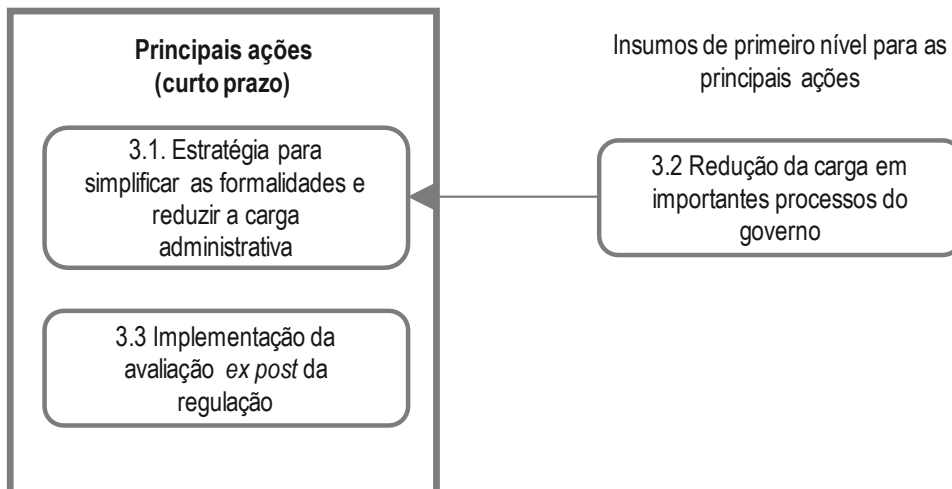 Principais ações
(curto prazo)
3.1. Estratégia para
simplificar as formalidades e
reduzir a carga
administrativa
3.3 Implementação da
avaliação ex post da
regulação
Insumos de primeiro nível para as
principais ações
3.2 Redução da carga em
importantes processos do
governo